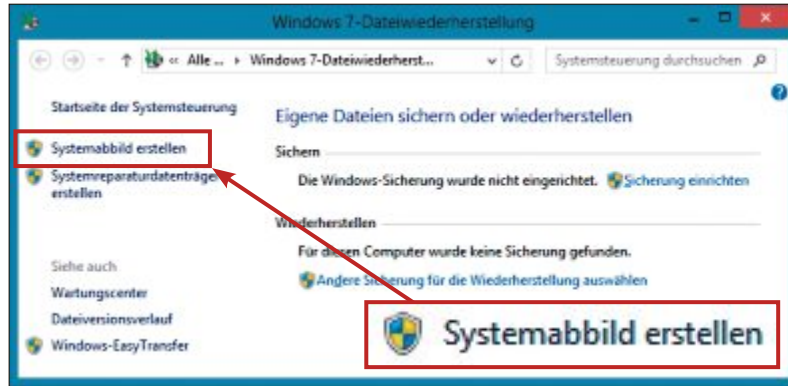 Windows 7-Dateiwiederherstellung
« Alle ... ▸ Windows 7-Dateiwiederherst...
Systemsteuerung durchsuchen
Startseite der Systemsteuerung
Systemabbild erstellen
Systemreparaturdatenträger
erstellen
Siehe auch
Wartungscenter
Dateiversionsverlauf
Windows-EasyTransfer
Eigene Dateien sichern oder wiederherstellen
Sichern
Die Windows-Sicherung wurde nicht eingerichtet. Sicherung einrichten
Wiederherstellen
Für diesen Computer wurde keine Sicherung gefunden.
Andere Sicherung für die Wiederherstellung auswählen
Systemabbild erstellen